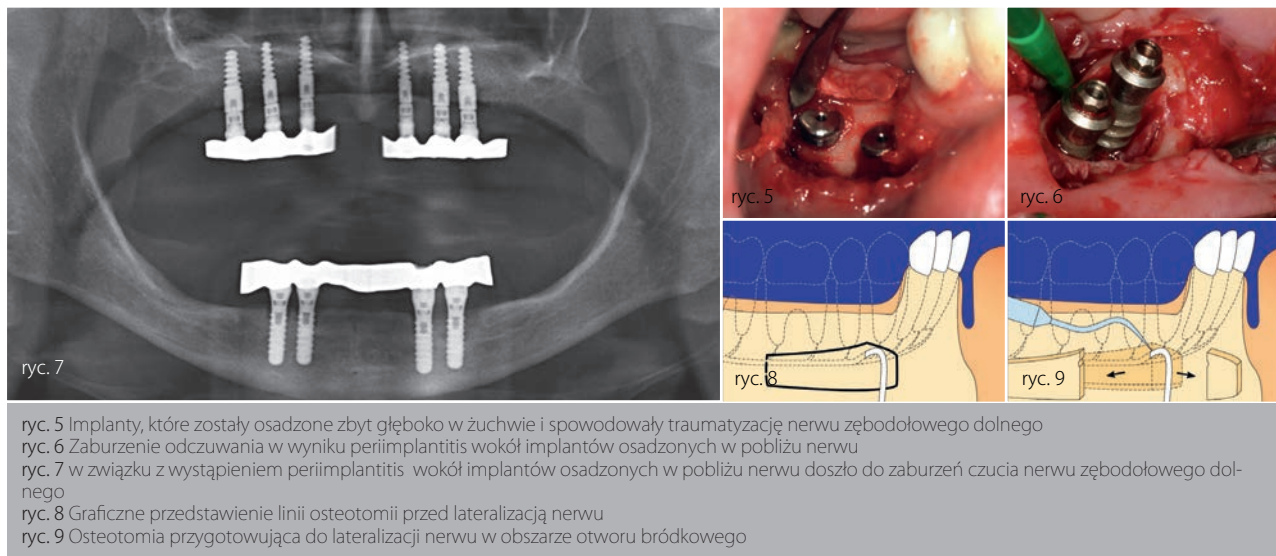 ryc. 5
ryc. 6
ryc. 7
ryc. 8
ryc. 9
ryc. 5 Implanty, które zostały osadzone zbyt głęboko w żuchwie i spowodowały traumatyzację nerwu zębodołowego dolnego
ryc. 6 Zaburzenie odczuwania w wyniku periimplantitis wokół implantów osadzonych w pobliżu nerwu
ryc. 7 w związku z wystąpieniem periimplantitis wokół implantów osadzonych w pobliżu nerwu doszło do zaburzeń czucia nerwu zębodołowego dol-
nego
ryc. 8 Graficzne przedstawienie linii osteotomii przed lateralizacją nerwu
ryc. 9 Osteotomia przygotowująca do lateralizacji nerwu w obszarze otworu bródkowego